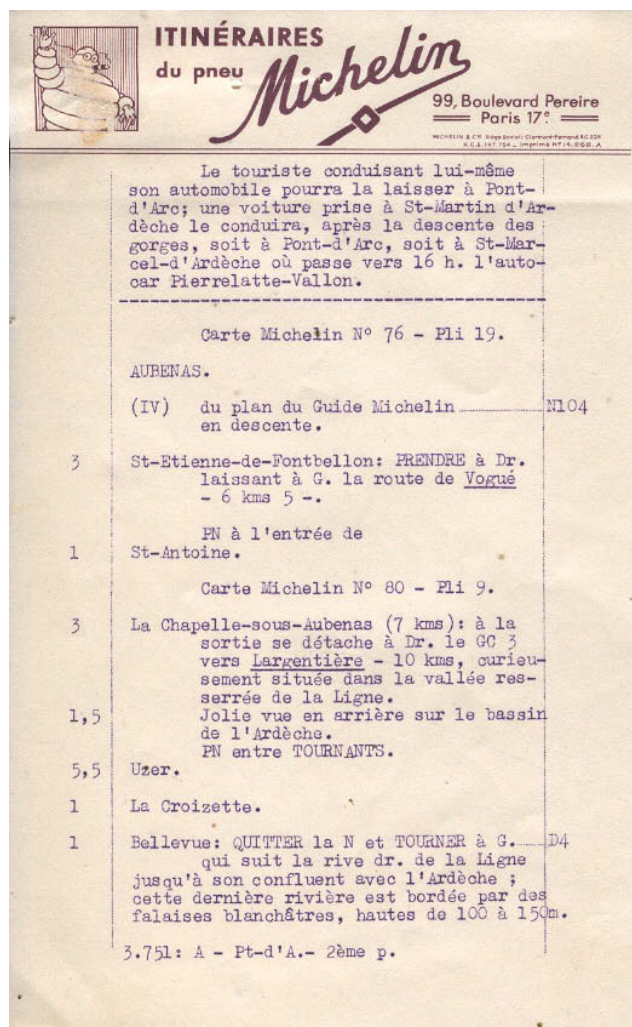 ITINÉRAIRES
du pneu Michelin
99, Boulevard Pereire
Paris 17e
MICHELIN & Cie Siège Social: Clermont-Ferrand R.C 229
Le touriste conduisant lui-même
son automobile pourra la laisser à Pont-
d'Arc; une voiture prise à St-Martin d'Ar-
dèche le conduira, après la descente des
gorges, soit à Pont-d'Arc, soit à St-Mar-
cel-d'Ardèche où passe vers 16 h. l'auto-
car Pierrelatte-Vallon.
Carte Michelin N° 76 - Pli 19.
AUBENAS.
(IV) du plan du Guide Michelin N104
en descente.
3 St-Etienne-de-Fontbellon: PRENDRE à Dr.
laissant à G. la route de Vogué
- 6 kms 5 -.
PN à l'entrée de
1 St-Antoine.
Carte Michelin N° 80 - Pli 9.
3 La Chapelle-sous-Aubenas (7 kms): à la
sortie se détache à Dr. le GC 3
vers Largentière - 10 kms, curieu-
sement située dans la vallée res-
serrée de la Ligne.
1,5 Jolie vue en arrière sur le bassin
de l'Ardèche.
PN entre TOURNANTS.
5,5 Uzer.
1 La Croizette.
1 Bellevue: QUITTER la N et TOURNER à G. D4
qui suit la rive dr. de la Ligne
jusqu'à son confluent avec l'Ardèche ;
cette dernière rivière est bordée par des
falaises blanchâtres, hautes de 100 à 150m.
3.751: A - Pt-d'A.- 2ème p.